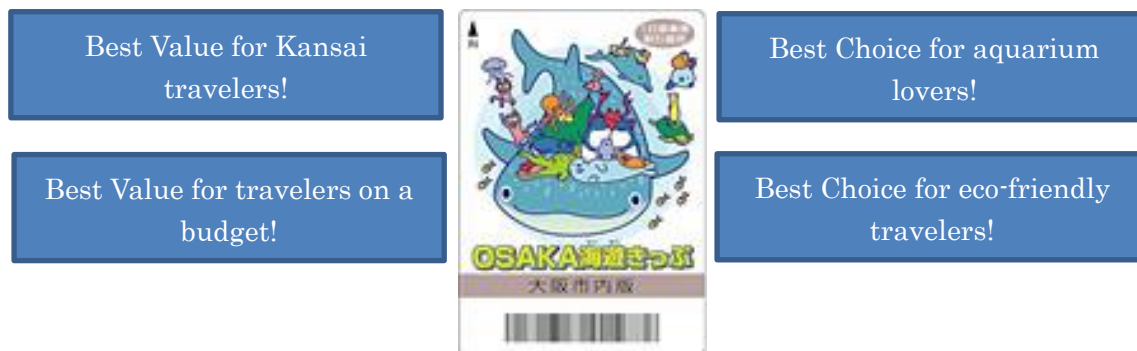 Best Value for Kansai
travelers!
Best Value for travelers on a
budget!
OSAKA海遊きっぷ
大阪市内版
Best Choice for aquarium
lovers!
Best Choice for eco-friendly
travelers!